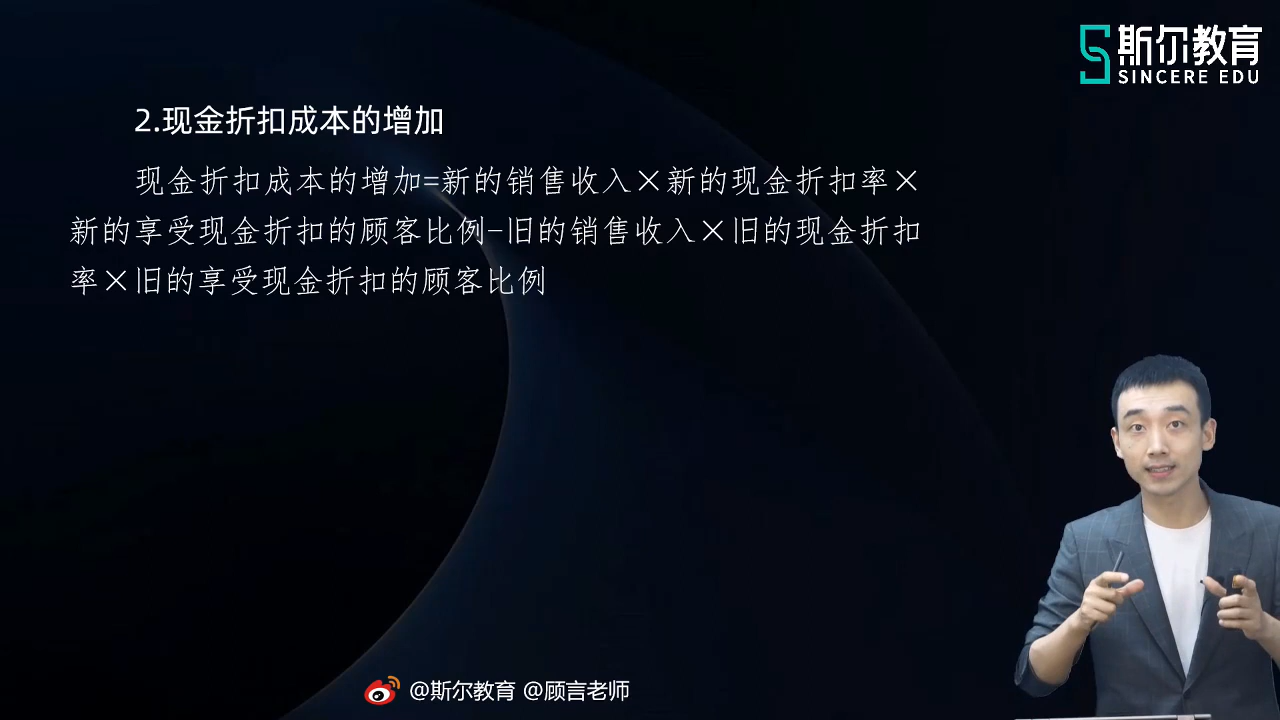 斯尔教育
SINCERE EDU
2.现金折扣成本的增加
现金折扣成本的增加=新的销售收入×新的现金折扣率×
新的享受现金折扣的顾客比例-旧的销售收入×旧的现金折扣
率×旧的享受现金折扣的顾客比例
@斯尔教育 @顾言老师